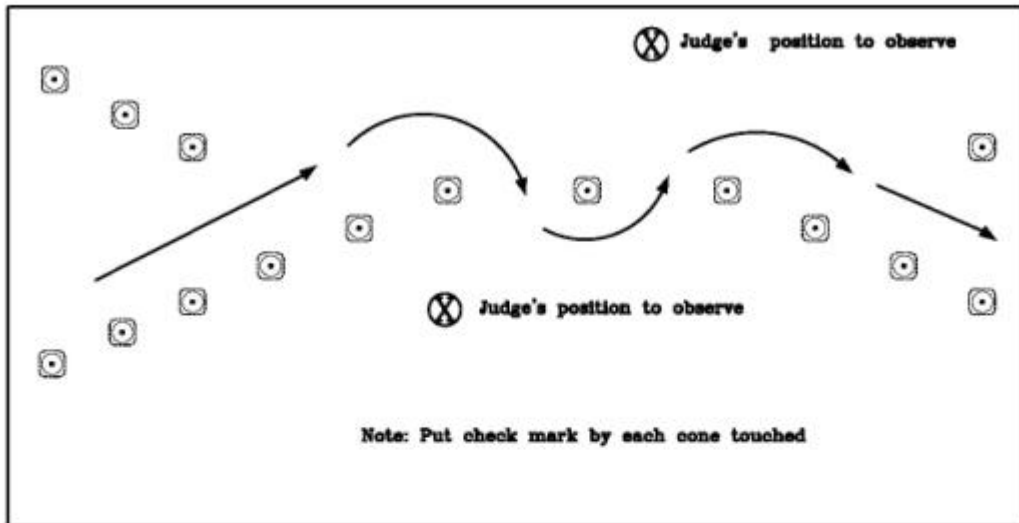 Judge's position to observe
Judge's position to observe
Note: Put check mark by each cone touched